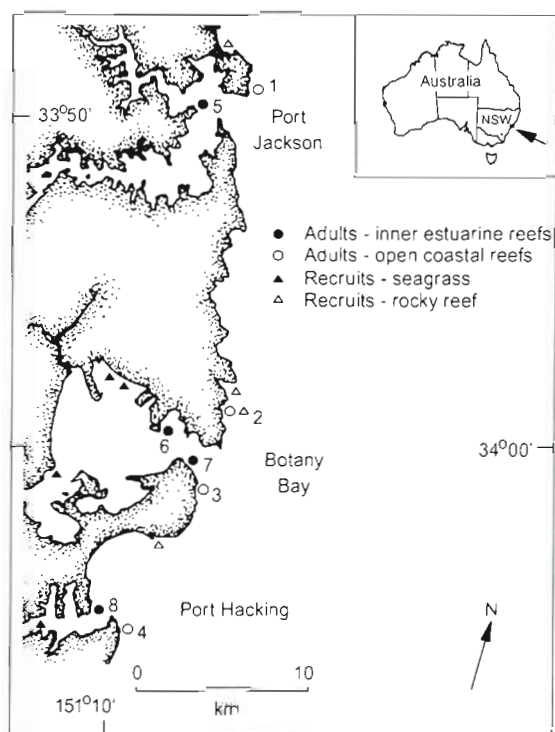 1
33°50'
5
Port
Jackson
Australia
NSW
Adults - inner estuarine reefs
Adults - open coastal reefs
Recruits - seagrass
Recruits - rocky reef
2
6
34°00'
7
Botany
Bay
3
8
Port Hacking
4
N
0 10
km
151°10'